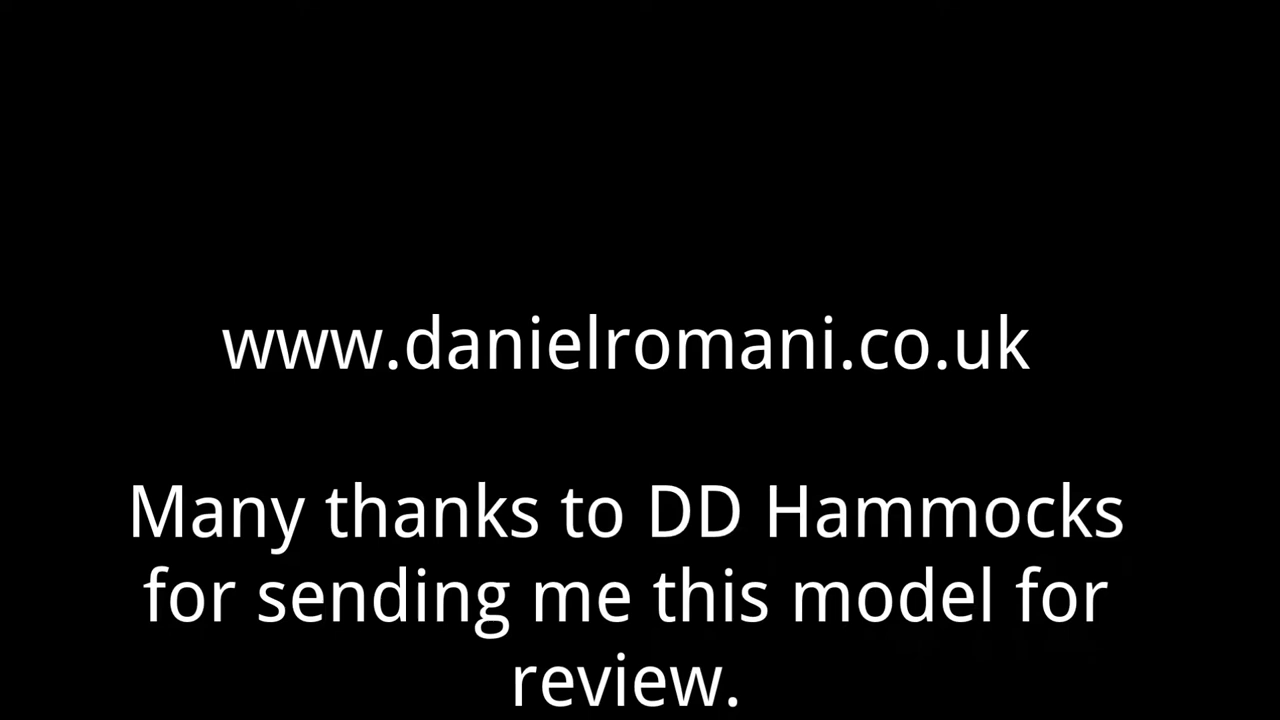 www.danielromani.co.uk
Many thanks to DD Hammocks
for sending me this model for
review.